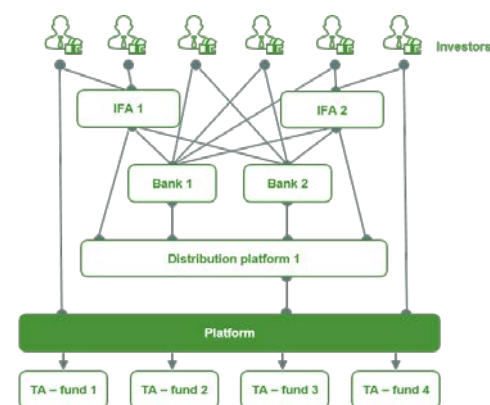 Investors
IFA 1
IFA 2
Bank 1
Bank 2
Distribution platform 1
Platform
TA – fund 1
TA – fund 2
TA – fund 3
TA – fund 4